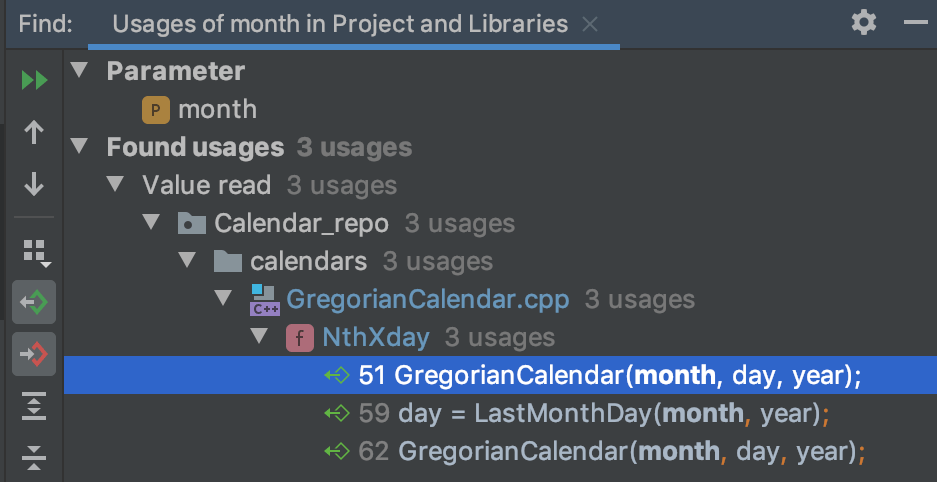 Find: Usages of month in Project and Libraries
Parameter
P month
Found usages 3 usages
Value read 3 usages
Calendar_repo 3 usages
calendars 3 usages
C++ GregorianCalendar.cpp 3 usages
f NthXday 3 usages
51 GregorianCalendar(month, day, year);
59 day = LastMonthDay(month, year);
62 GregorianCalendar(month, day, year);